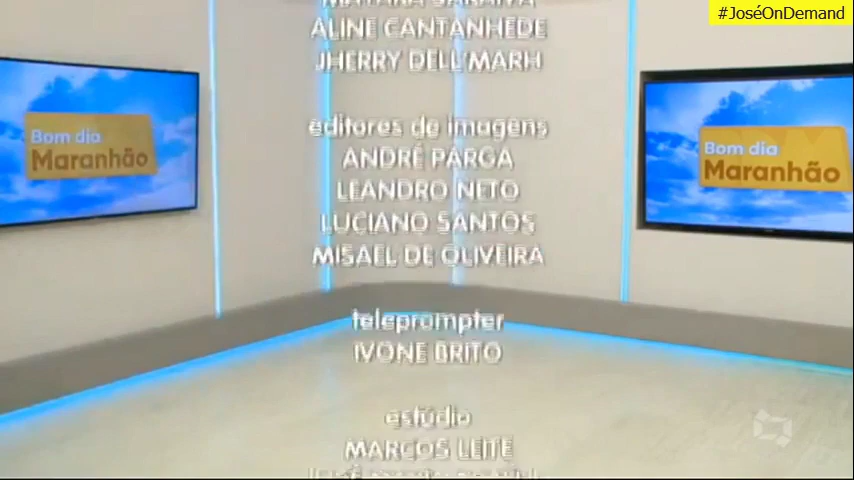 #JoséOnDemand
ALINE CANTANHEDE
JHERRY DELL'MARH
editores de imagens
ANDRÉ PARGA
LEANDRO NETO
LUCIANO SANTOS
MISAEL DE OLIVEIRA
teleprompter
IVONE BRITO
estúdio
MARCOS LEITE
Bom dia
Maranhão
Bom dia
Maranhão